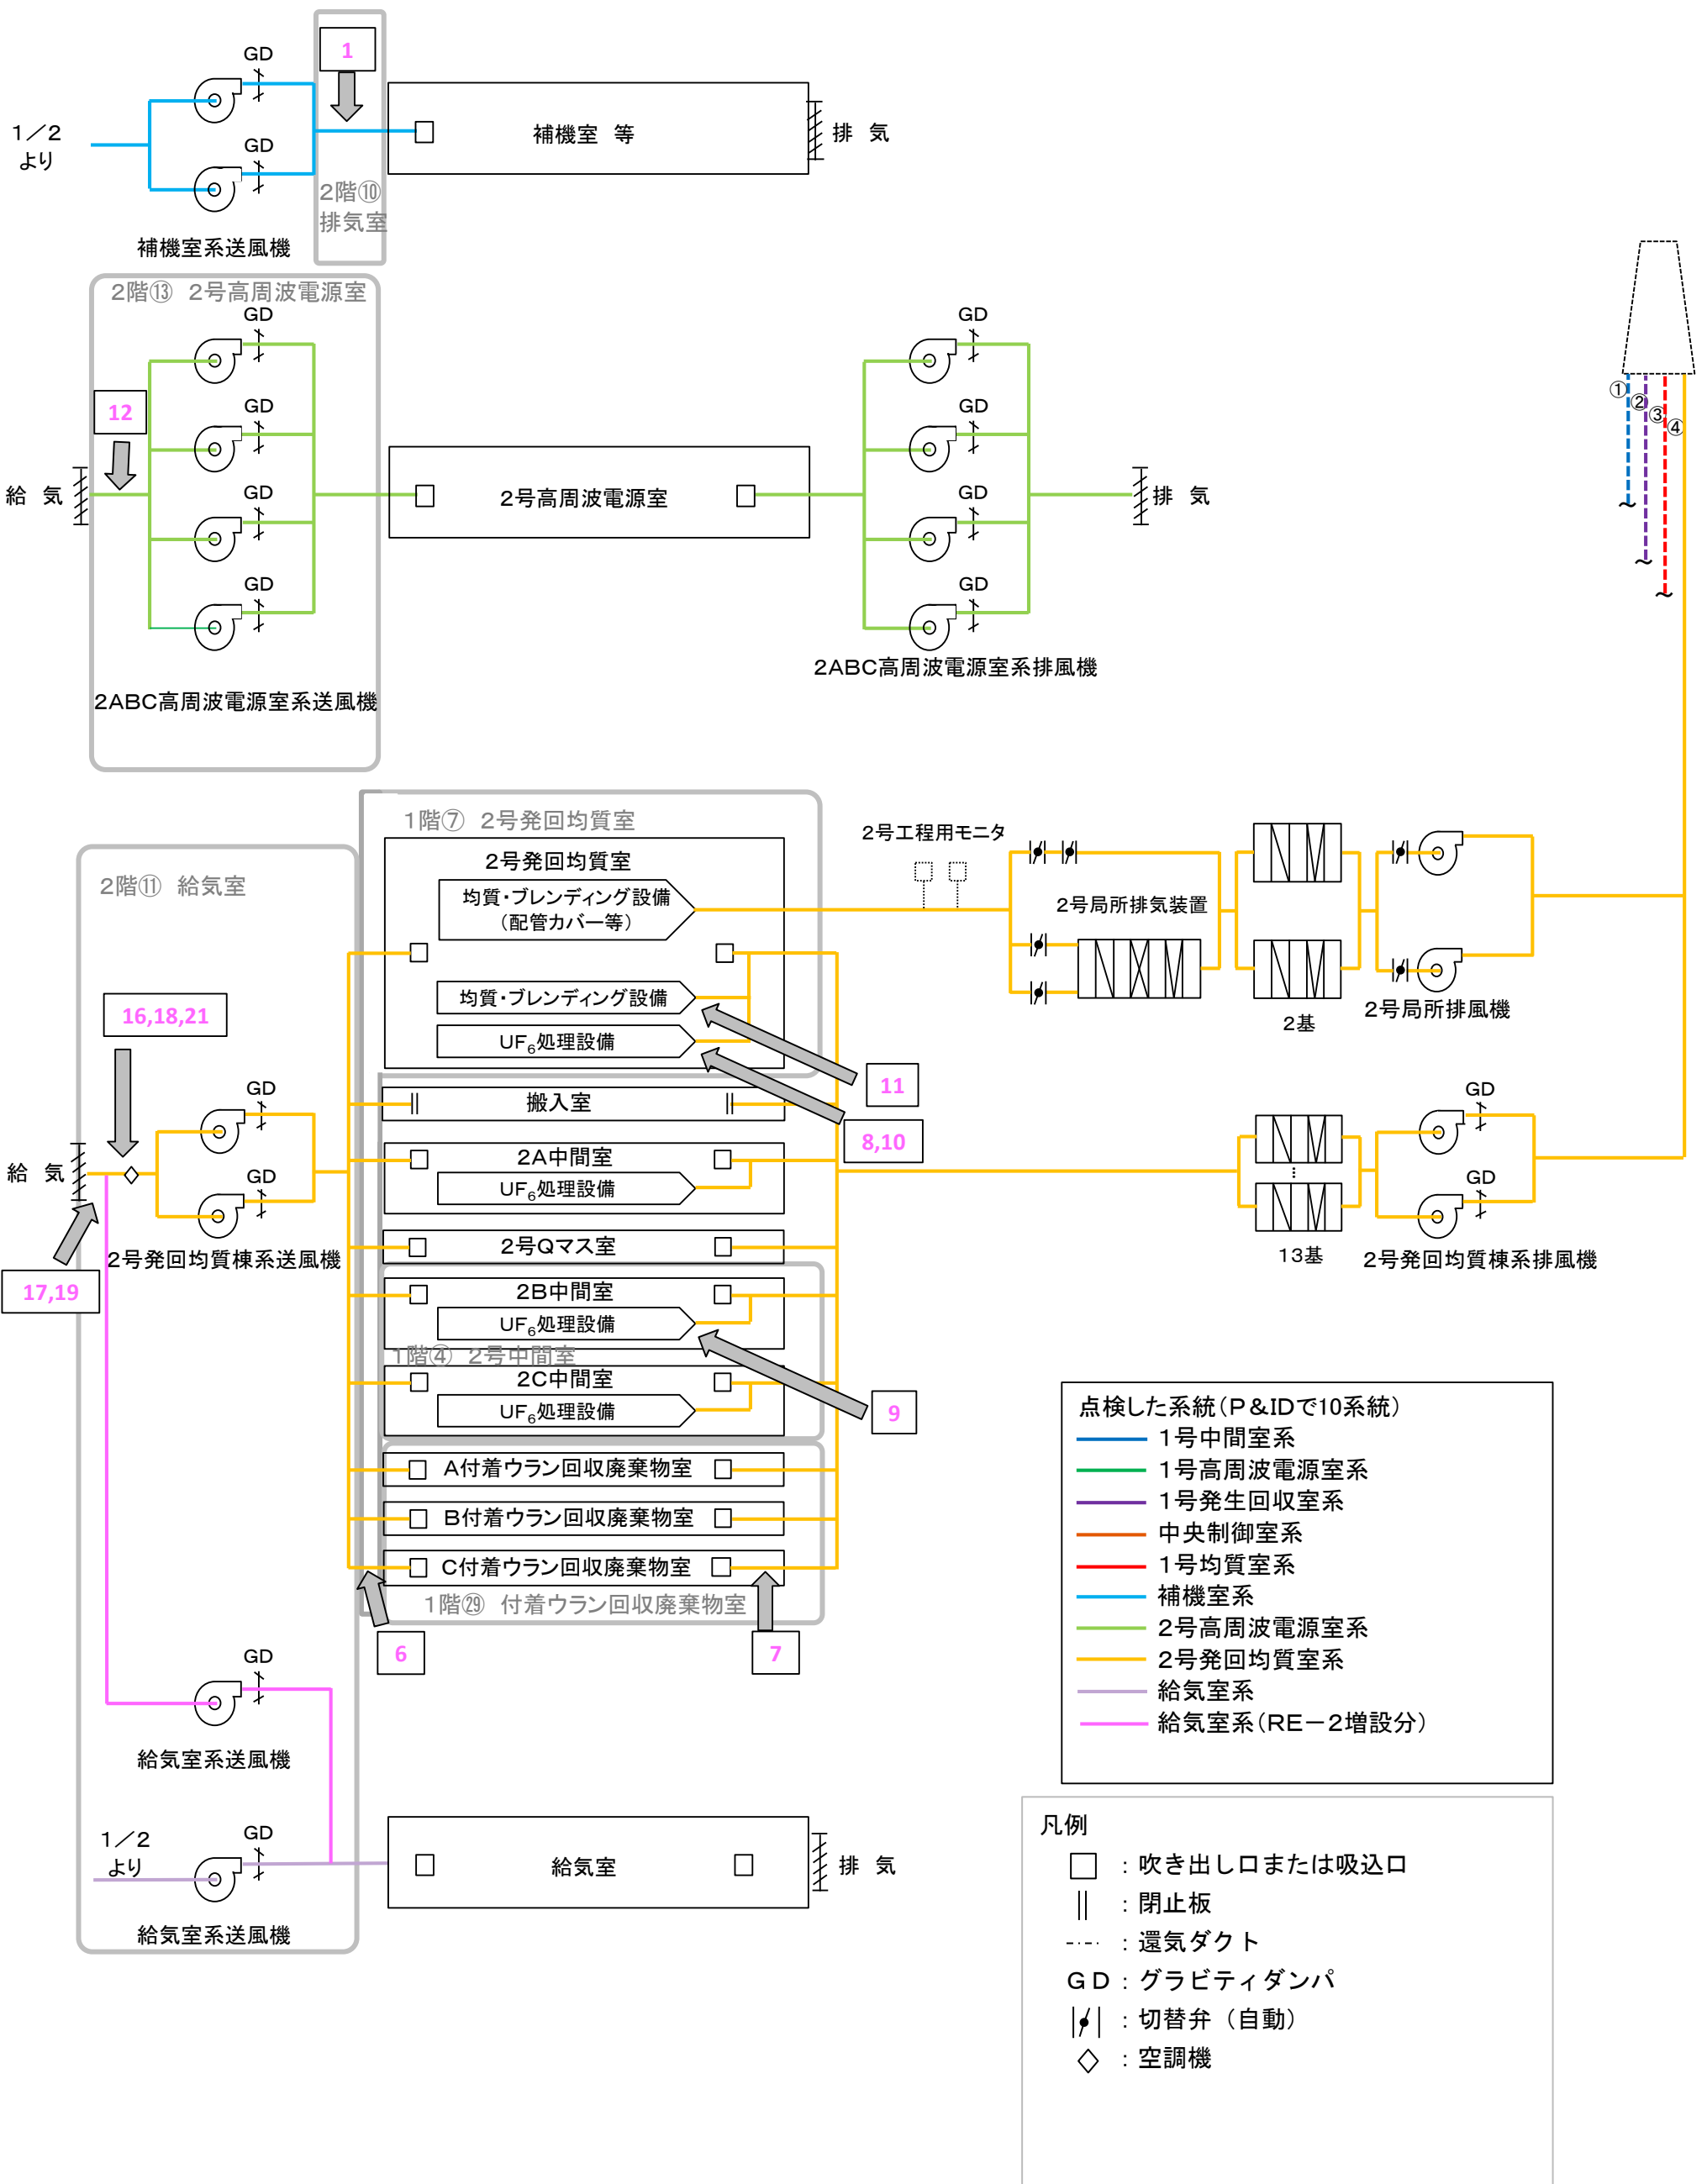 GD
1
1/2
より
補機室 等
排 気
GD
2階⑩
排気室
補機室系送風機
2階⑬ 2号高周波電源室
GD
GD
12
GD
GD
給 気
2号高周波電源室
GD
GD
排 気
GD
GD
2ABC高周波電源室系送風機
2ABC高周波電源室系排風機
①
②
③
④
~
~
~
1階⑦ 2号発回均質室
2号発回均質室
均質・ブレンディング設備
(配管カバー等)
2号工程用モニタ
2号局所排気装置
2基
2号局所排風機
2階⑪ 給気室
16,18,21
均質・ブレンディング設備
UF₆処理設備
11
8,10
搬入室
GD
2A中間室
UF₆処理設備
給 気
GD
2号発回均質棟系送風機
17,19
2号Qマス室
2B中間室
UF₆処理設備
1階④ 2号中間室
2C中間室
UF₆処理設備
9
GD
GD
13基
2号発回均質棟系排風機
A付着ウラン回収廃棄物室
B付着ウラン回収廃棄物室
C付着ウラン回収廃棄物室
1階㉙ 付着ウラン回収廃棄物室
6
7
GD
給気室系送風機
1/2
より
GD
給気室
排 気
給気室系送風機
点検した系統(P&IDで10系統)
1号中間室系
1号高周波電源室系
1号発生回収室系
中央制御室系
1号均質室系
補機室系
2号高周波電源室系
2号発回均質室系
給気室系
給気室系(RE-2増設分)
凡例
：吹き出し口または吸込口
：閉止板
：還気ダクト
GD：グラビティダンパ
：切替弁(自動)
：空調機